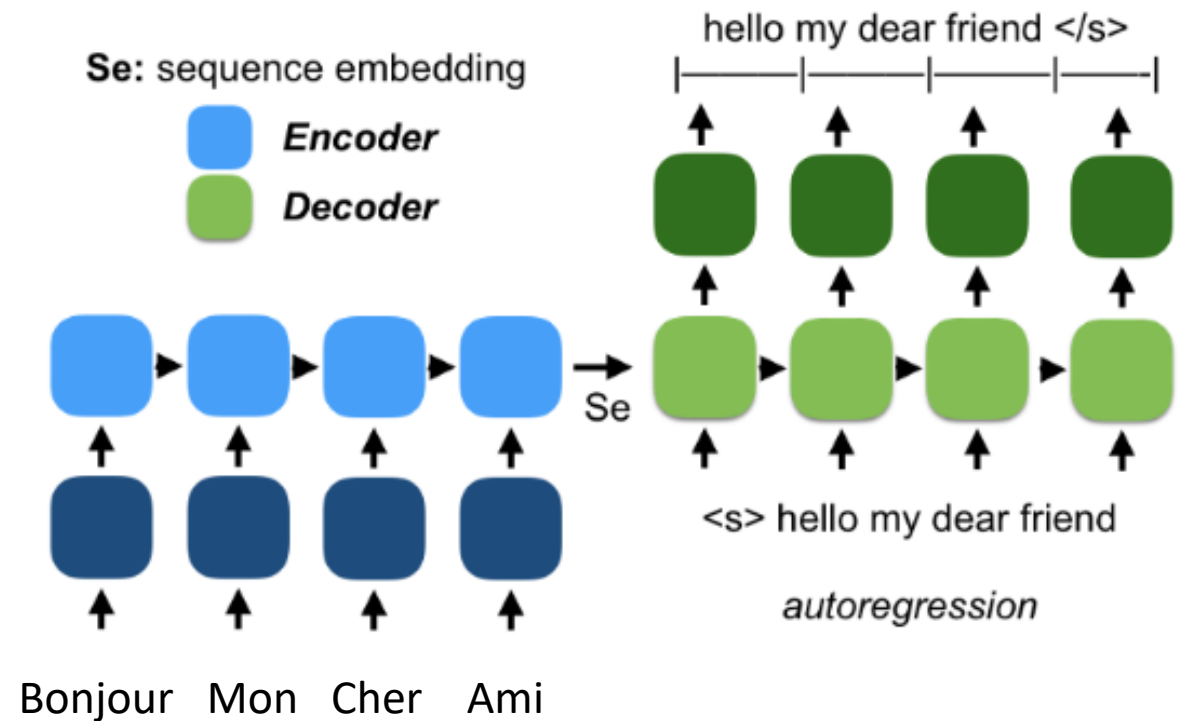 Se: sequence embedding
Encoder
Decoder
hello my dear friend </s>
Se
<s> hello my dear friend
autoregression
Bonjour Mon Cher Ami